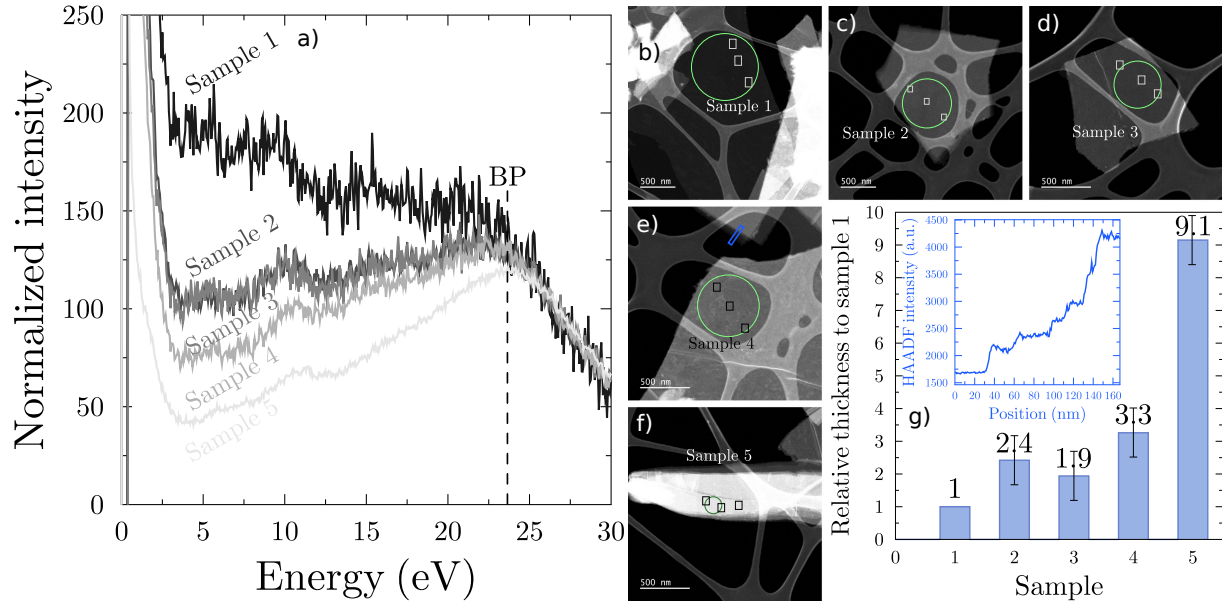 a)
Normalized intensity
250
200
150
100
50
0
Sample 1
Sample 2
Sample 3
Sample 4
Sample 5
BP
0 5 10 15 20 25 30
Energy (eV)
b)
Sample 1
500 nm
c)
Sample 2
500 nm
d)
Sample 3
500 nm
e)
Sample 4
500 nm
f)
Sample 5
500 nm
g)
Relative thickness to sample 1
10
9
8
7
6
5
4
3
2
1
0
1
2.4
1.9
3.3
9.1
0 1 2 3 4 5
Sample
HAADF intensity (a.u.)
4500
4000
3500
3000
2500
2000
1500
0 20 40 60 80 100 120 140 160
Position (nm)